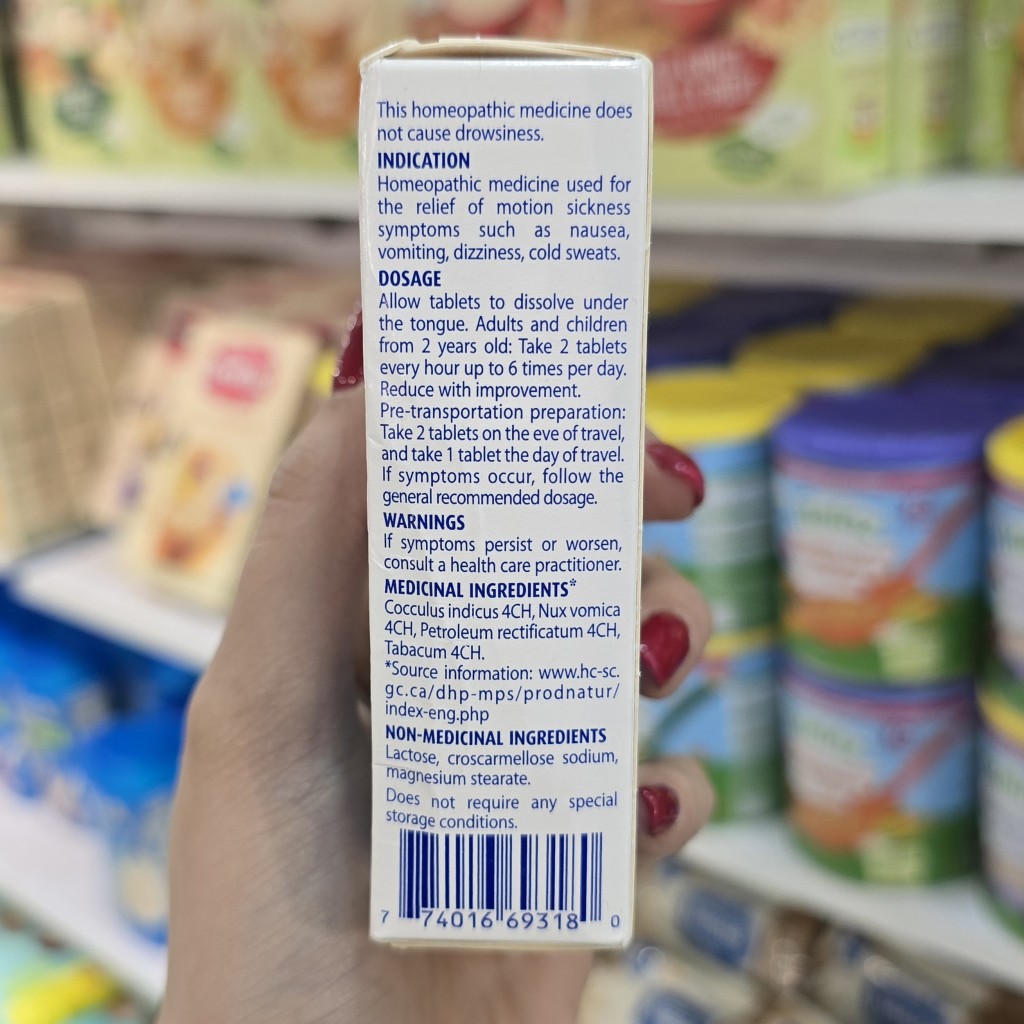 This homeopathic medicine does
not cause drowsiness.
INDICATION
Homeopathic medicine used for
the relief of motion sickness
symptoms such as nausea,
vomiting, dizziness, cold sweats.
DOSAGE
Allow tablets to dissolve under
the tongue. Adults and children
from 2 years old: Take 2 tablets
every hour up to 6 times per day.
Reduce with improvement.
Pre-transportation preparation:
Take 2 tablets on the eve of travel,
and take 1 tablet the day of travel.
If symptoms occur, follow the
general recommended dosage.
WARNINGS
If symptoms persist or worsen,
consult a health care practitioner.
MEDICINAL INGREDIENTS*
Cocculus indicus 4CH, Nux vomica
4CH, Petroleum rectificatum 4CH,
Tabacum 4CH.
*Source information: www.hc-sc.
gc.ca/dhp-mps/prodnatur/
index-eng.php
NON-MEDICINAL INGREDIENTS
Lactose, croscarmellose sodium,
magnesium stearate.
Does not require any special
storage conditions.
7 74016 69318 0